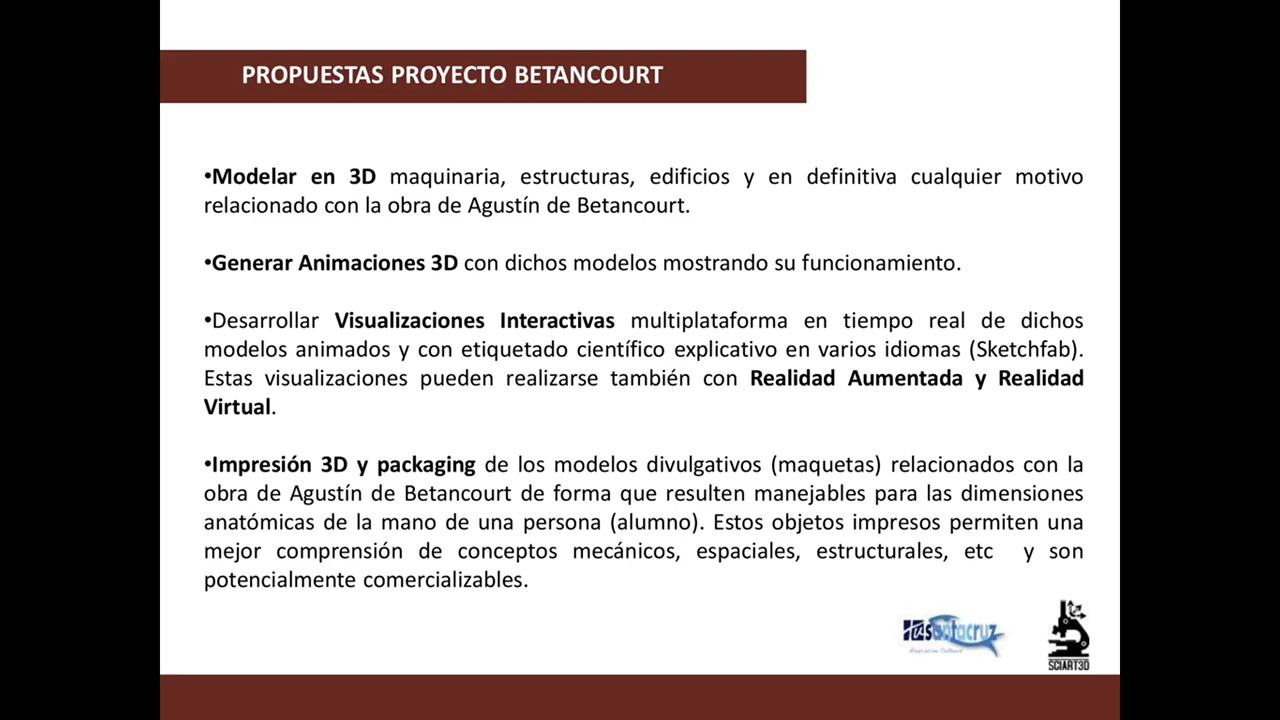 PROPUESTAS PROYECTO BETANCOURT
•Modelar en 3D maquinaria, estructuras, edificios y en definitiva cualquier motivo
relacionado con la obra de Agustín de Betancourt.
•Generar Animaciones 3D con dichos modelos mostrando su funcionamiento.
•Desarrollar Visualizaciones Interactivas multiplataforma en tiempo real de dichos
modelos animados y con etiquetado científico explicativo en varios idiomas (Sketchfab).
Estas visualizaciones pueden realizarse también con Realidad Aumentada y Realidad
Virtual.
•Impresión 3D y packaging de los modelos divulgativos (maquetas) relacionados con la
obra de Agustín de Betancourt de forma que resulten manejables para las dimensiones
anatómicas de la mano de una persona (alumno). Estos objetos impresos permiten una
mejor comprensión de conceptos mecánicos, espaciales, estructurales, etc y son
potencialmente comercializables.
tusantacruz
Asociación Cultural
SCIART3D